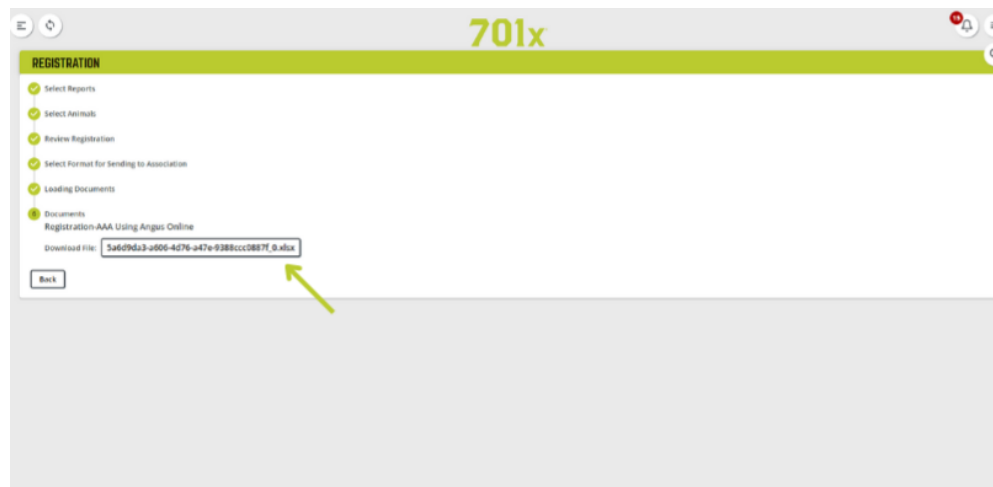 701x
REGISTRATION
Select Reports
Select Animals
Review Registration
Select Format for Sending to Association
Loading Documents
6 Documents
Registration-AAA Using Angus Online
Download File: 5a6d9da3-a606-4d76-a47e-9388ccc0887f_0.xlsx
Back